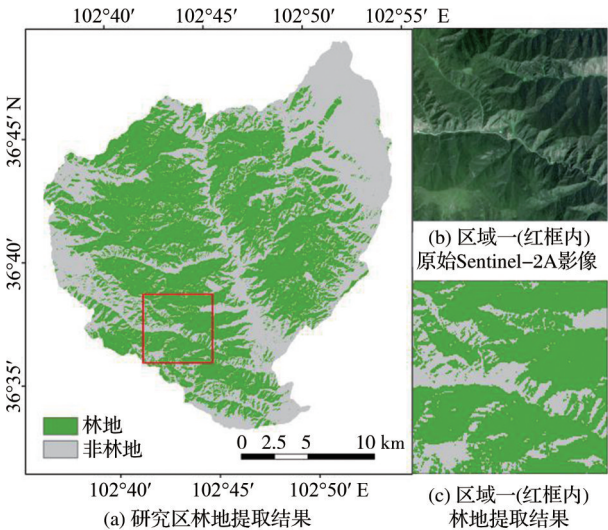 102°40′ 102°45′ 102°50′ 102°55′ E
36°45′ N
36°40′
36°35′
林地
非林地
0 2.5 5 10 km
102°40′ 102°45′ 102°50′ E
(a) 研究区林地提取结果
(b) 区域一(红框内)
原始Sentinel-2A影像
(c) 区域一(红框内)
林地提取结果